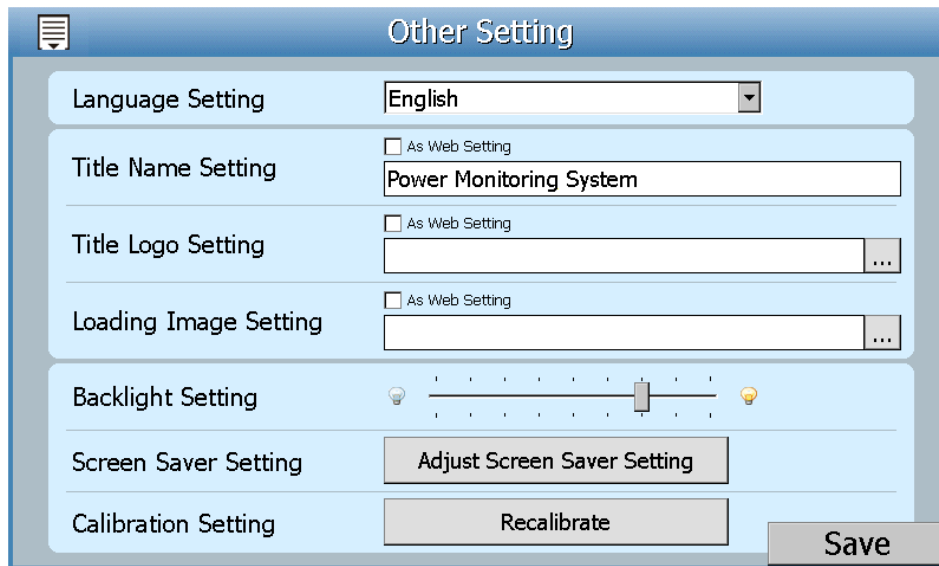 Other Setting
Language Setting
English
Title Name Setting
As Web Setting
Power Monitoring System
Title Logo Setting
As Web Setting
...
Loading Image Setting
As Web Setting
...
Backlight Setting
Screen Saver Setting
Adjust Screen Saver Setting
Calibration Setting
Recalibrate
Save